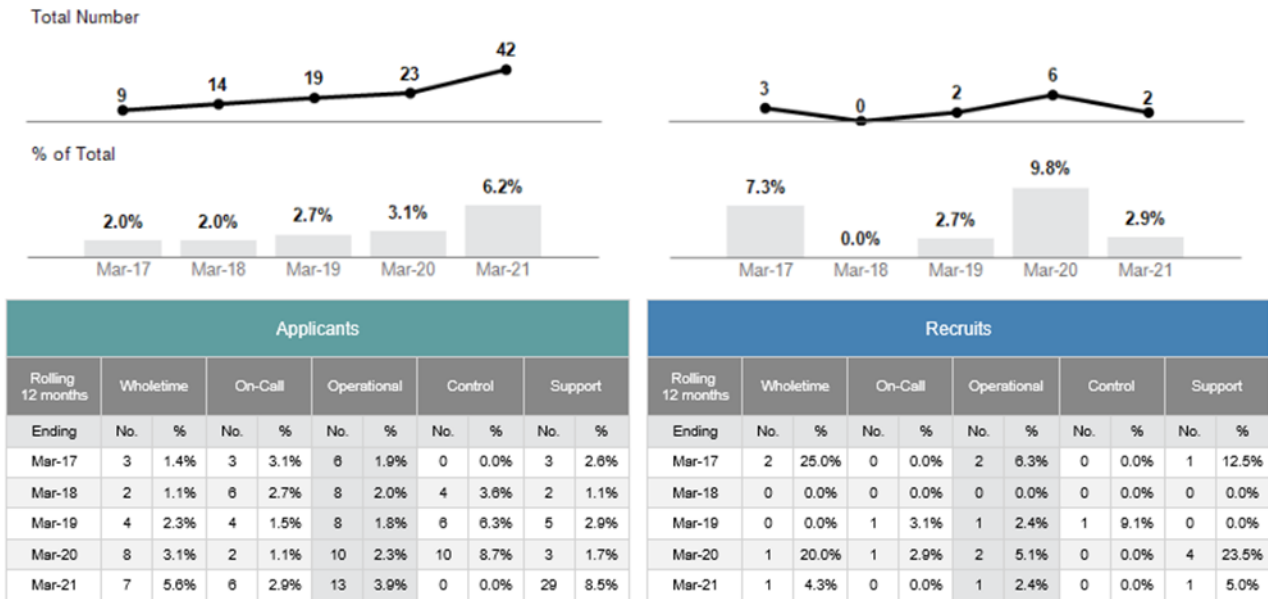 Total Number
9 14 19 23 42
3 0 2 6 2
% of Total
2.0% 2.0% 2.7% 3.1% 6.2%
7.3% 0.0% 2.7% 9.8% 2.9%
Mar-17 Mar-18 Mar-19 Mar-20 Mar-21
Mar-17 Mar-18 Mar-19 Mar-20 Mar-21
Applicants
Rolling 12 months Wholetime On-Call Operational Control Support
Ending No. % No. % No. % No. % No. %
Mar-17 3 1.4% 3 3.1% 6 1.9% 0 0.0% 3 2.6%
Mar-18 2 1.1% 6 2.7% 8 2.0% 4 3.6% 2 1.1%
Mar-19 4 2.3% 4 1.5% 8 1.8% 6 6.3% 5 2.9%
Mar-20 8 3.1% 2 1.1% 10 2.3% 10 8.7% 3 1.7%
Mar-21 7 5.6% 6 2.9% 13 3.9% 0 0.0% 29 8.5%
Recruits
Rolling 12 months Wholetime On-Call Operational Control Support
Ending No. % No. % No. % No. % No. %
Mar-17 2 25.0% 0 0.0% 2 6.3% 0 0.0% 1 12.5%
Mar-18 0 0.0% 0 0.0% 0 0.0% 0 0.0% 0 0.0%
Mar-19 0 0.0% 1 3.1% 1 2.4% 1 9.1% 0 0.0%
Mar-20 1 20.0% 1 2.9% 2 5.1% 0 0.0% 4 23.5%
Mar-21 1 4.3% 0 0.0% 1 2.4% 0 0.0% 1 5.0%